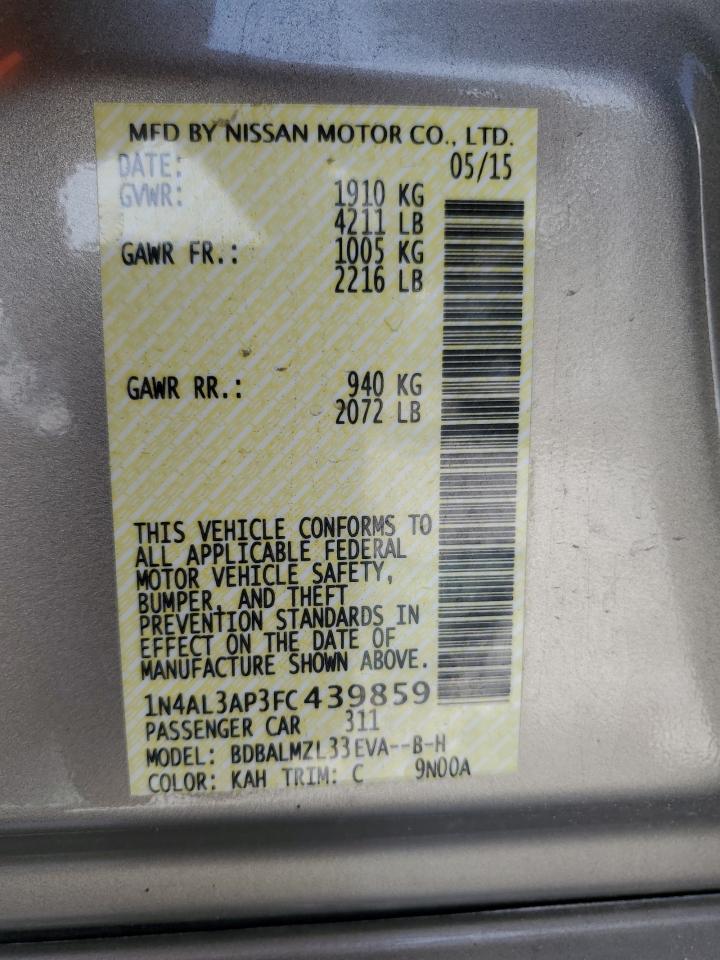 MFD BY NISSAN MOTOR CO., LTD.
DATE: 05/15
GVWR: 1910 KG
4211 LB
GAWR FR.: 1005 KG
2216 LB
GAWR RR.: 940 KG
2072 LB
THIS VEHICLE CONFORMS TO
ALL APPLICABLE FEDERAL
MOTOR VEHICLE SAFETY,
BUMPER, AND THEFT
PREVENTION STANDARDS IN
EFFECT ON THE DATE OF
MANUFACTURE SHOWN ABOVE.
1N4AL3AP3FC439859
PASSENGER CAR 311
MODEL: BDBALMZL33EVA--B-H
COLOR: KAH TRIM: C 9N00A